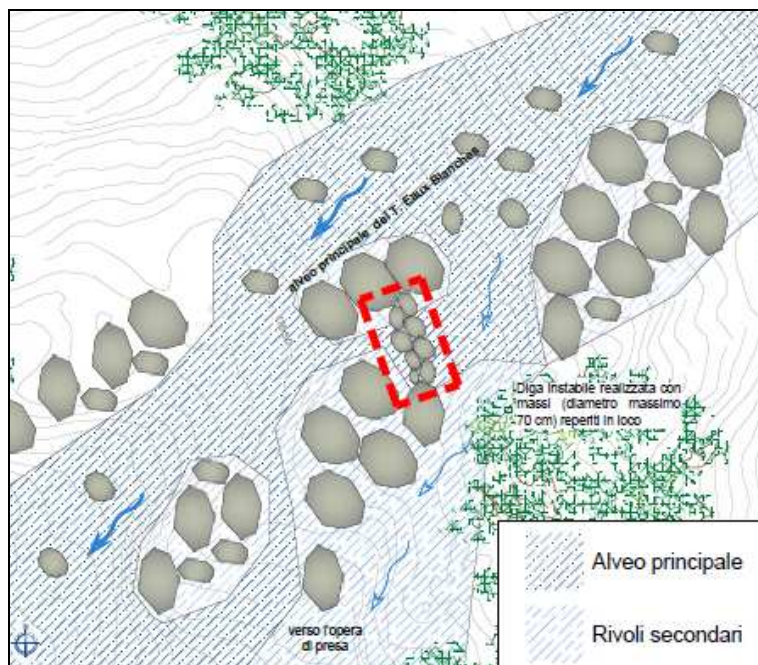 alveo principale del T. Eaux Blanches
Diga instabile realizzata con
massi (diametro massimo
70 cm) reperiti in loco
verso l'opera
di presa
Alveo principale
Rivoli secondari